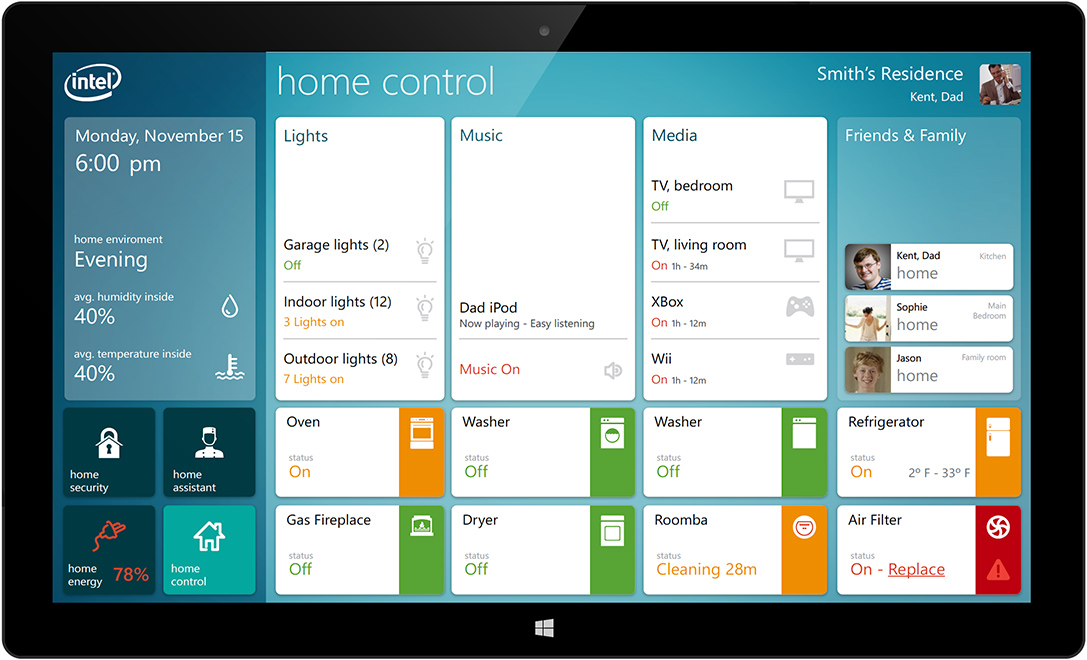 intel
home control
Smith's Residence
Kent, Dad
Monday, November 15
6:00 pm
home enviroment
Evening
avg. humidity inside
40%
avg. temperature inside
40%
home
security
home
assistant
home
energy 78%
home
control
Lights
Garage lights (2)
Off
Indoor lights (12)
3 Lights on
Outdoor lights (8)
7 Lights on
Music
Dad iPod
Now playing - Easy listening
Music On
Media
TV, bedroom
Off
TV, living room
On 1h - 34m
XBox
On 1h - 12m
Wii
On 1h - 12m
Friends & Family
Kent, Dad Kitchen
home
Sophie Main
Bedroom
home
Jason Family room
home
Oven
status
On
Washer
status
Off
Washer
status
Off
Refrigerator
status
On 2º F - 33º F
Gas Fireplace
status
Off
Dryer
status
Off
Roomba
status
Cleaning 28m
Air Filter
status
On - Replace